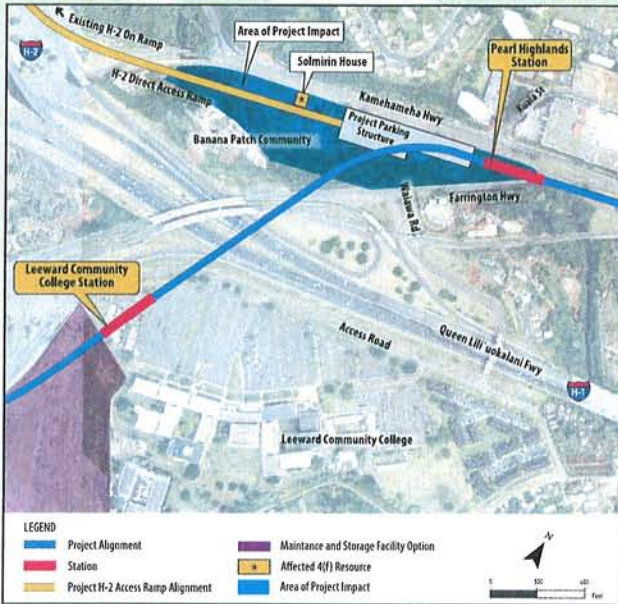 Existing H-2 On Ramp
H-2
Area of Project Impact
Solmirin House
Pearl Highlands
Station
H-2 Direct Access Ramp
Kamehameha Hwy
Kuala St
Project Parking
Structure
Banana Patch Community
Waiawa Rd
Farrington Hwy
Leeward Community
College Station
Access Road
Queen Lili`uokalani Fwy
H-1
Leeward Community College
LEGEND
Project Alignment
Station
Project H-2 Access Ramp Alignment
Maintance and Storage Facility Option
Affected 4(f) Resource
Area of Project Impact
N
0
Feet